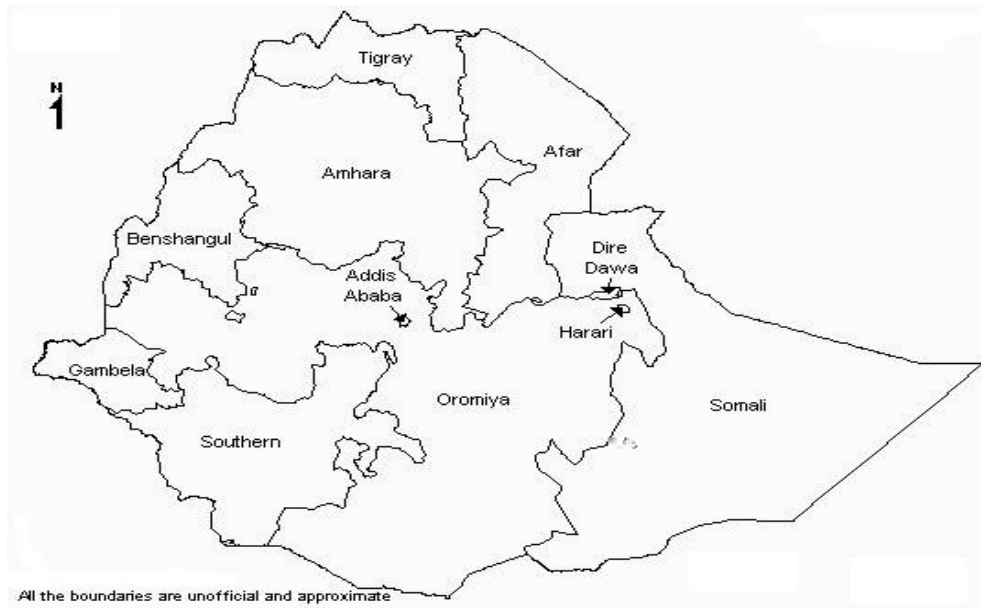 Tigray
N
Afar
Amhara
Benshangul
Dire
Dawa
Addis
Ababa
Harari
Gambela
Oromiya
Somali
Southern
All the boundaries are unofficial and approximate